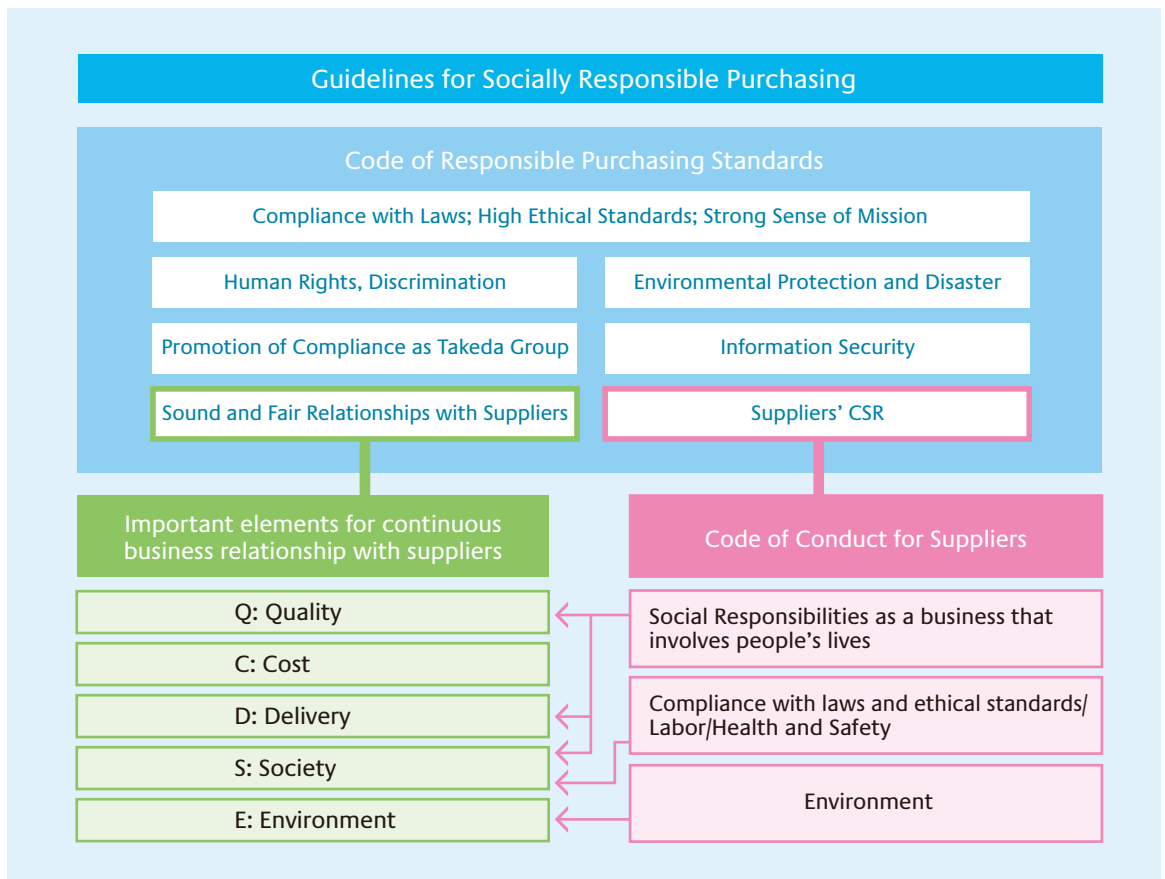 Guidelines for Socially Responsible Purchasing
Code of Responsible Purchasing Standards
Compliance with Laws; High Ethical Standards; Strong Sense of Mission
Human Rights, Discrimination
Environmental Protection and Disaster
Promotion of Compliance as Takeda Group
Information Security
Sound and Fair Relationships with Suppliers
Suppliers’ CSR
Important elements for continuous
business relationship with suppliers
Q: Quality
C: Cost
D: Delivery
S: Society
E: Environment
Code of Conduct for Suppliers
Social Responsibilities as a business that
involves people’s lives
Compliance with laws and ethical standards/
Labor/Health and Safety
Environment